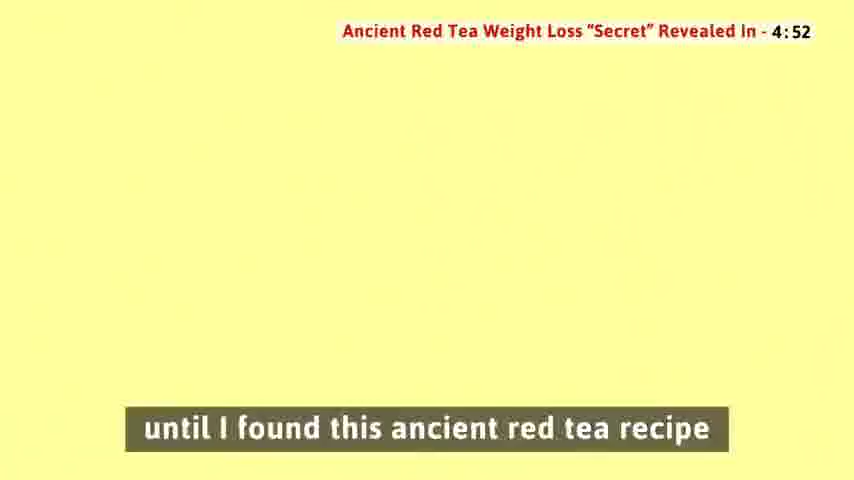 Ancient Red Tea Weight Loss “Secret” Revealed In - 4:52
until I found this ancient red tea recipe